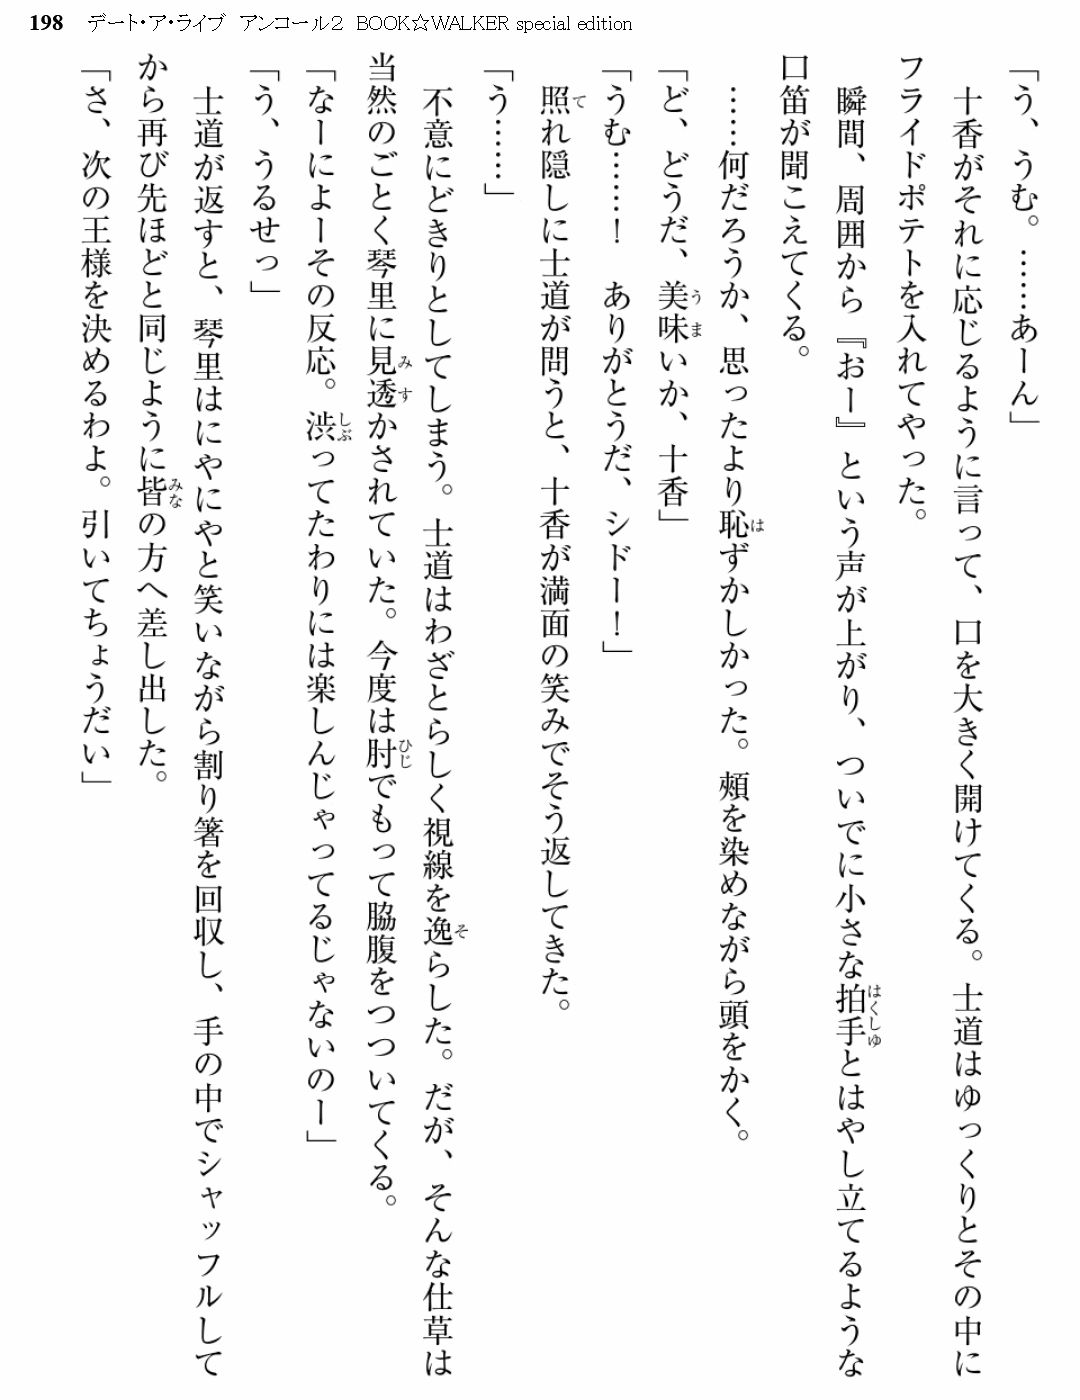 198 デート・ア・ライブ アンコール2 BOOK☆WALKER special edition
「う、うむ。……あーん」
十香がそれに応じるように言って、口を大きく開けてくる。士道はゆっくりとその中に
フライドポテトを入れてやった。
瞬間、周囲から『おー』という声が上がり、ついでに小さな拍手とはやし立てるような
口笛が聞こえてくる。
……何だろうか、思ったより恥ずかしかった。頰を染めながら頭をかく。
「ど、どうだ、美味いか、十香」
「うむ……！　ありがとうだ、シドー！」
照れ隠しに士道が問うと、十香が満面の笑みでそう返してきた。
「う……」
不意にどきりとしてしまう。士道はわざとらしく視線を逸らした。だが、そんな仕草は
当然のごとく琴里に見透かされていた。今度は肘でもって脇腹をつついてくる。
「なーによーその反応。渋ってたわりには楽しんじゃってるじゃないのー」
「う、うるせっ」
士道が返すと、琴里はにやにやと笑いながら割り箸を回収し、手の中でシャッフルして
から再び先ほどと同じように皆の方へ差し出した。
「さ、次の王様を決めるわよ。引いてちょうだい」